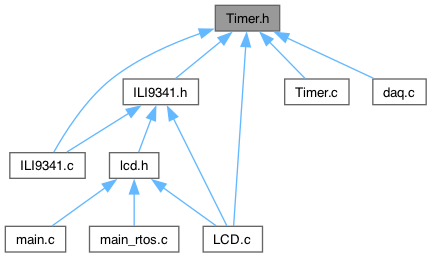 Timer.h
ILI9341.h
Timer.c
daq.c
ILI9341.c
lcd.h
main.c
main_rtos.c
LCD.c